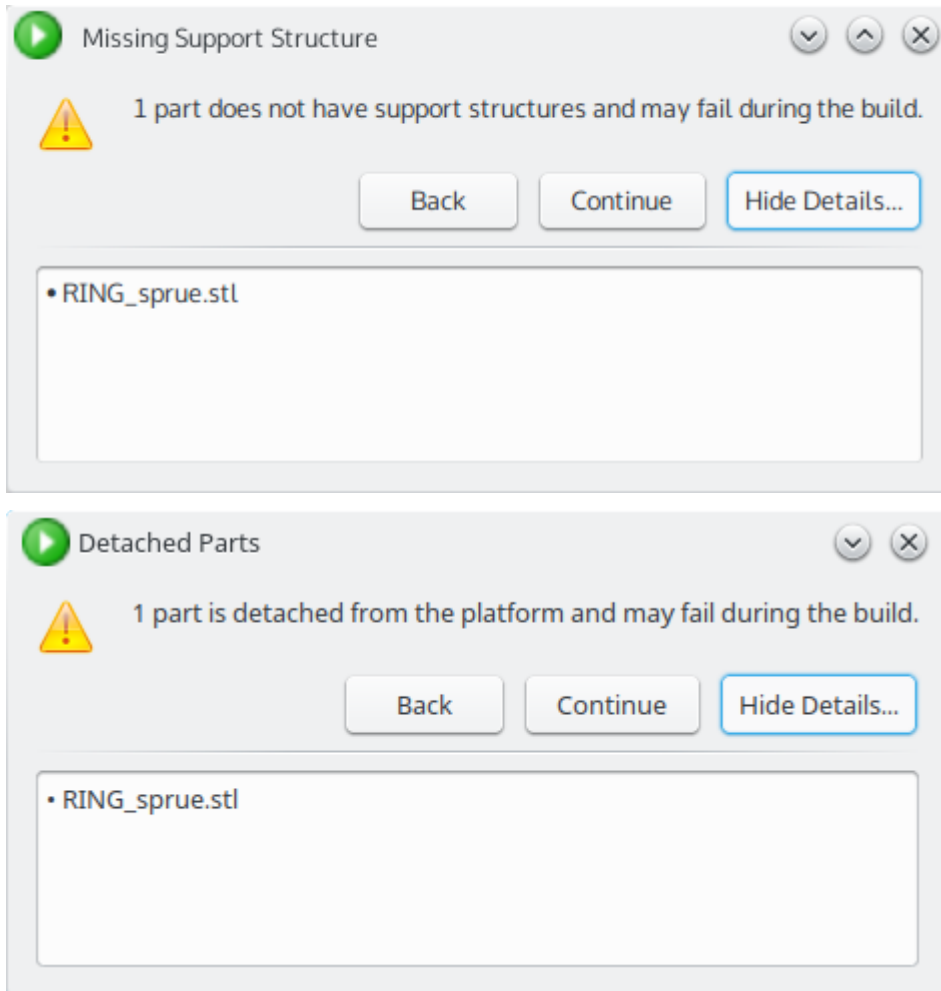 Missing Support Structure
1 part does not have support structures and may fail during the build.
Back Continue Hide Details...
• RING_sprue.stl
Detached Parts
1 part is detached from the platform and may fail during the build.
Back Continue Hide Details...
• RING_sprue.stl